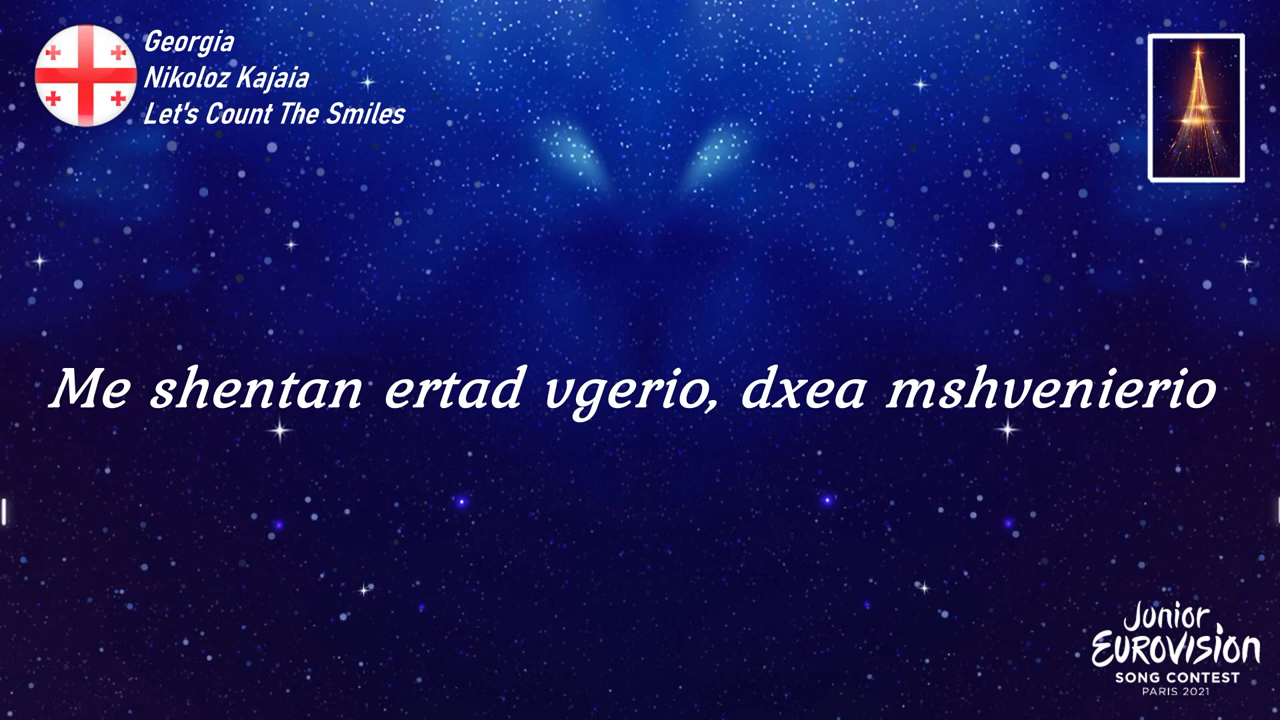 Georgia
Nikoloz Kajaia
Let's Count The Smiles
Me shentan ertad vgerio, dxea mshvenierio
Junior
EUROVISION
SONG CONTEST
PARIS 2021